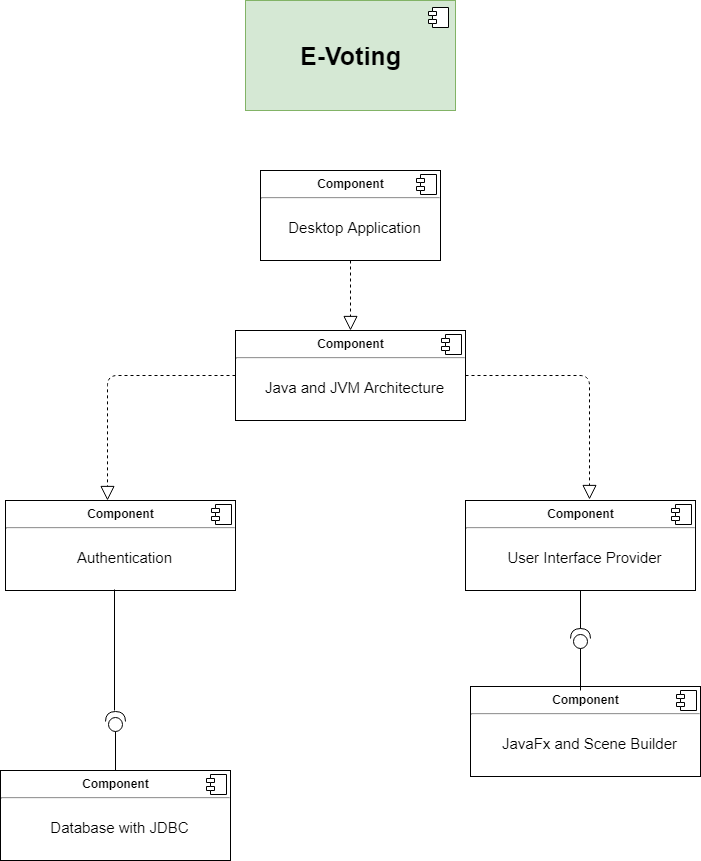 E-Voting
Component
Desktop Application
Component
Java and JVM Architecture
Component
Authentication
Component
User Interface Provider
Component
JavaFx and Scene Builder
Component
Database with JDBC